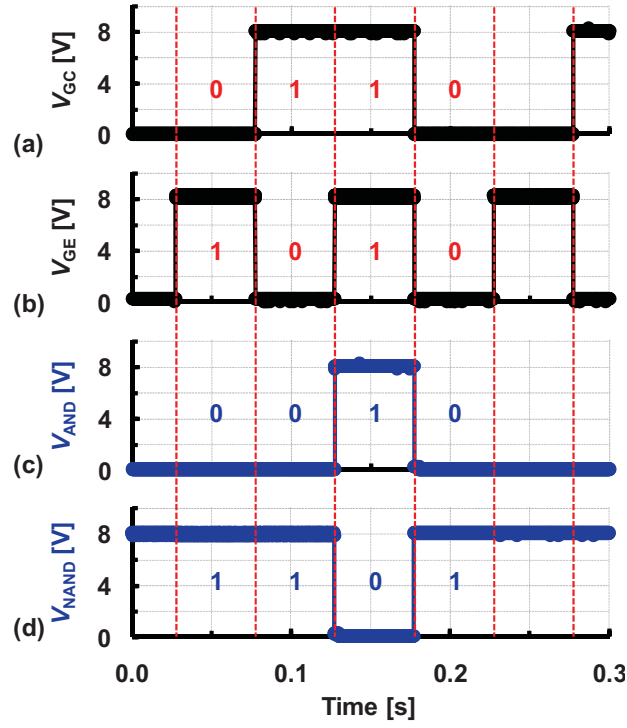 8
4
0
V_GC [V]
0 1 1 0
(a)
8
4
0
V_GE [V]
1 0 1 0
(b)
8
4
0
V_AND [V]
0 0 1 0
(c)
8
4
0
V_NAND [V]
1 1 0 1
(d)
0.0 0.1 0.2 0.3
Time [s]